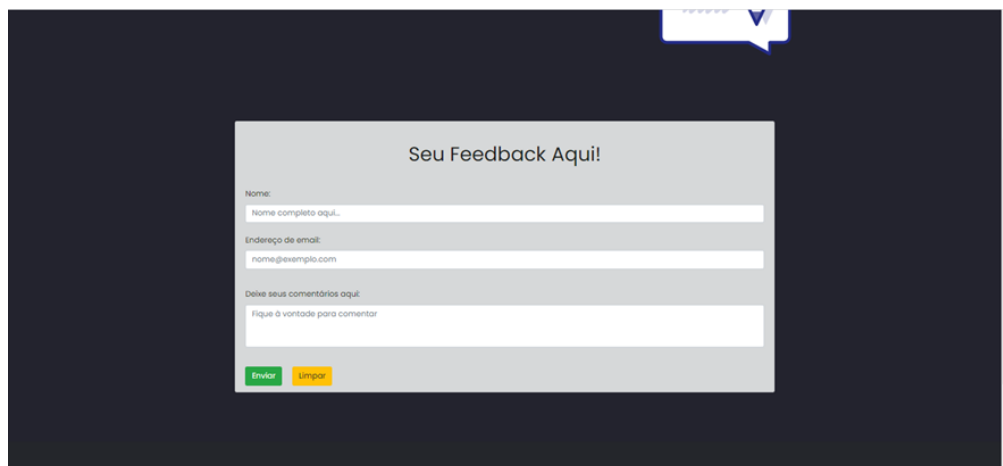 Seu Feedback Aqui!
Nome:
Nome completo aqui...
Endereço de email:
nome@exemplo.com
Deixe seus comentários aqui:
Fique à vontade para comentar
Enviar Limpar